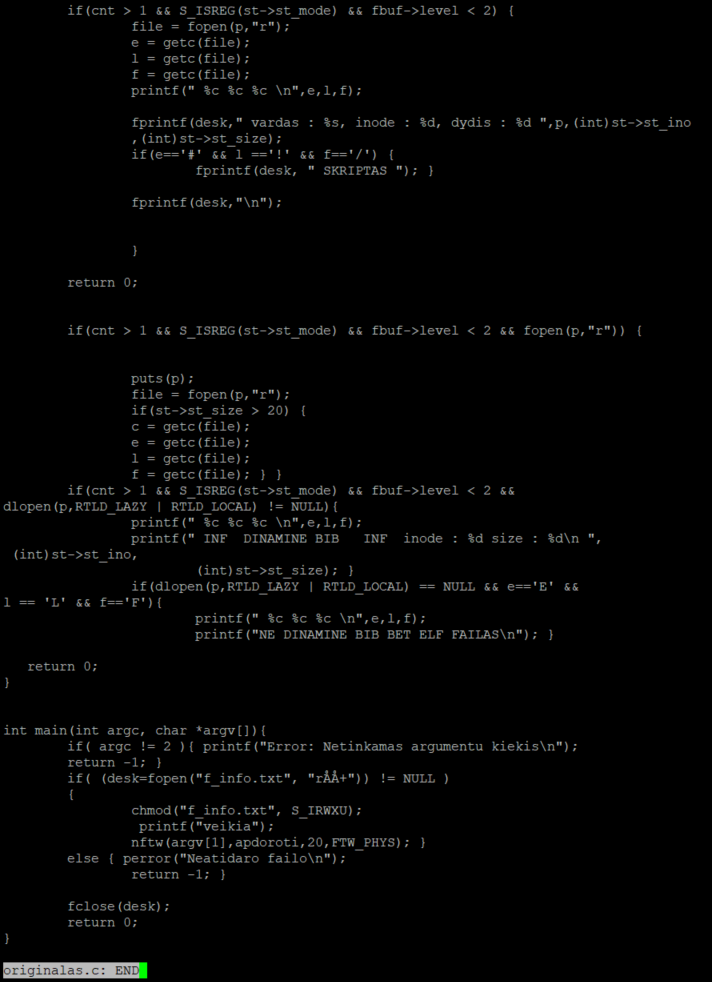 if(cnt > 1 && S_ISREG(st->st_mode) && fbuf->level < 2) {
file = fopen(p,"r");
e = getc(file);
l = getc(file);
f = getc(file);
printf(" %c %c %c \n",e,l,f);
fprintf(desk," vardas : %s, inode : %d, dydis : %d ",p,(int)st->st_ino
,(int)st->st_size);
if(e=='#' && l =='!' && f=='/') {
fprintf(desk, " SKRIPTAS "); }
fprintf(desk,"\n");
}
return 0;
if(cnt > 1 && S_ISREG(st->st_mode) && fbuf->level < 2 && fopen(p,"r")) {
puts(p);
file = fopen(p,"r");
if(st->st_size > 20) {
c = getc(file);
e = getc(file);
l = getc(file);
f = getc(file); } }
if(cnt > 1 && S_ISREG(st->st_mode) && fbuf->level < 2 &&
dlopen(p,RTLD_LAZY | RTLD_LOCAL) != NULL){
printf(" %c %c %c \n",e,l,f);
printf(" INF  DINAMINE BIB   INF  inode : %d size : %d\n ",
(int)st->st_ino,
(int)st->st_size); }
if(dlopen(p,RTLD_LAZY | RTLD_LOCAL) == NULL && e=='E' &&
l == 'L' && f=='F'){
printf(" %c %c %c \n",e,l,f);
printf("NE DINAMINE BIB BET ELF FAILAS\n"); }
return 0;
}
int main(int argc, char *argv[]){
if( argc != 2 ){ printf("Error: Netinkamas argumentu kiekis\n");
return -1; }
if( (desk=fopen("f_info.txt", "rÅÅ+")) != NULL )
{
chmod("f_info.txt", S_IRWXU);
printf("veikia");
nftw(argv[1],apdoroti,20,FTW_PHYS); }
else { perror("Neatidaro failo\n");
return -1; }
fclose(desk);
return 0;
}
originalas.c: END